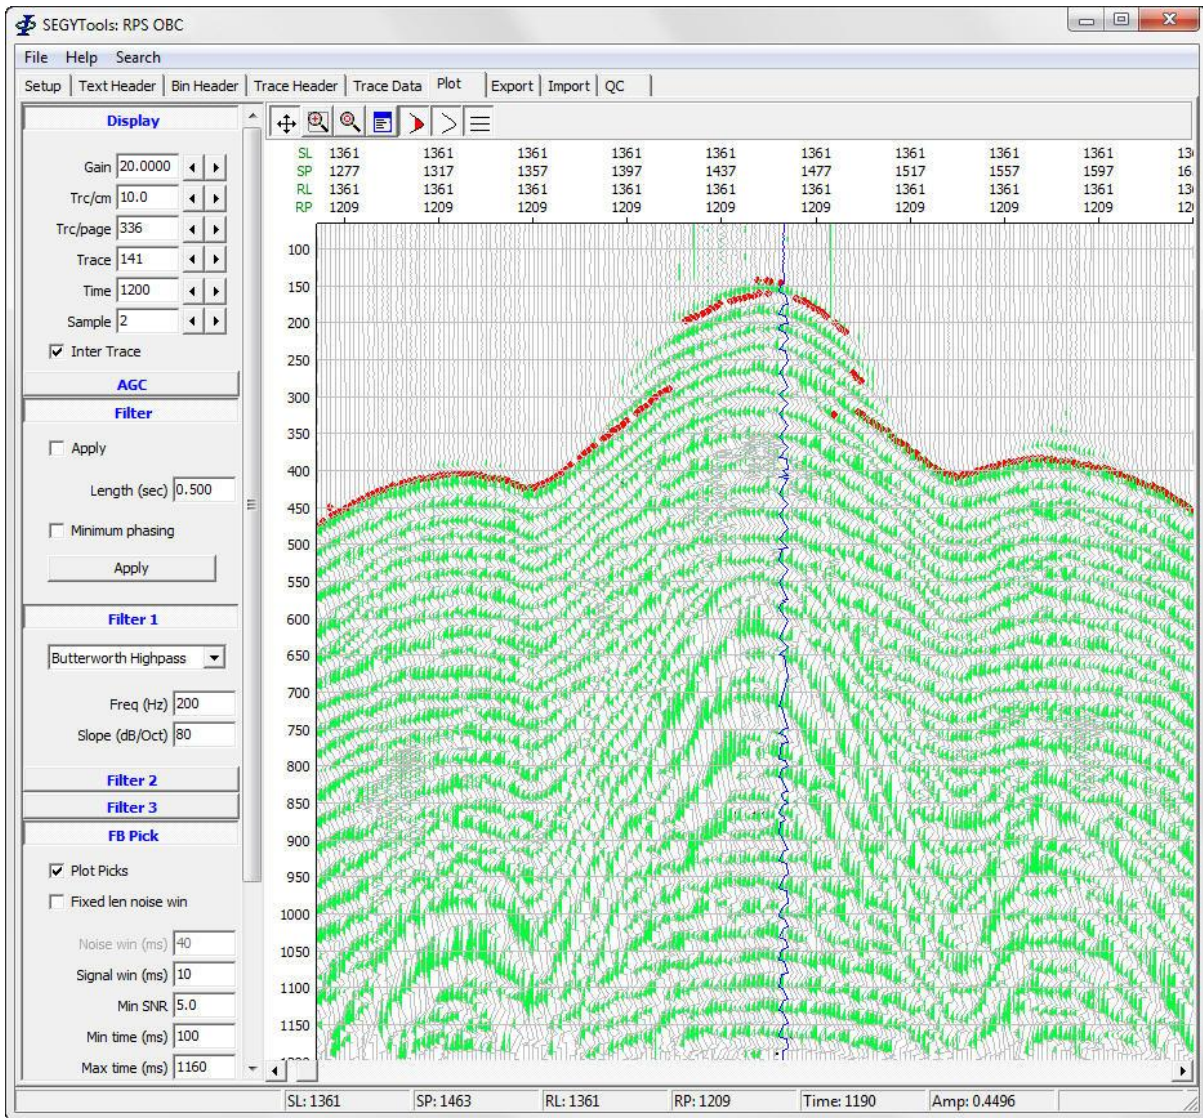 SEGYTools: RPS OBC
File Help Search
Setup Text Header Bin Header Trace Header Trace Data Plot Export Import QC
Display
Gain 20.0000
Trc/cm 10.0
Trc/page 336
Trace 141
Time 1200
Sample 2
Inter Trace
AGC
Filter
Apply
Length (sec) 0.500
Minimum phasing
Apply
Filter 1
Butterworth Highpass
Freq (Hz) 200
Slope (dB/Oct) 80
Filter 2
Filter 3
FB Pick
Plot Picks
Fixed len noise win
Noise win (ms) 40
Signal win (ms) 10
Min SNR 5.0
Min time (ms) 100
Max time (ms) 1160
SL 1361 1361 1361 1361 1361 1361 1361 1361 1361
SP 1277 1317 1357 1397 1437 1477 1517 1557 1597
RL 1361 1361 1361 1361 1361 1361 1361 1361 1361
RP 1209 1209 1209 1209 1209 1209 1209 1209 1209
100
150
200
250
300
350
400
450
500
550
600
650
700
750
800
850
900
950
1000
1050
1100
1150
SL: 1361 SP: 1463 RL: 1361 RP: 1209 Time: 1190 Amp: 0.4496